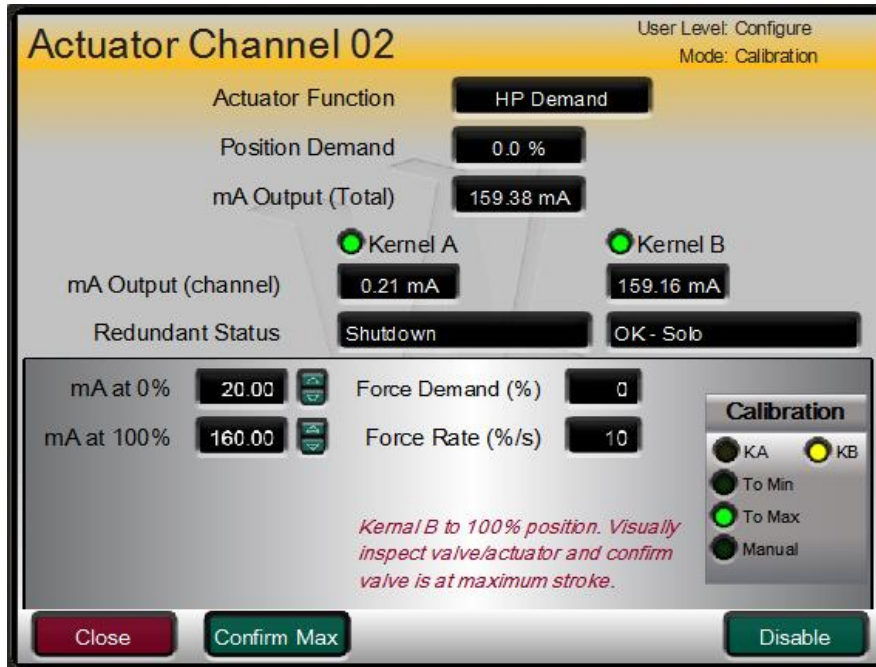 Actuator Channel 02
User Level: Configure
Mode: Calibration
Actuator Function HP Demand
Position Demand 0.0 %
mA Output (Total) 159.38 mA
Kernel A Kernel B
mA Output (channel) 0.21 mA 159.16 mA
Redundant Status Shutdown OK - Solo
mA at 0% 20.00 Force Demand (%) 0
mA at 100% 160.00 Force Rate (%/s) 10
Calibration
KA KB
To Min
To Max
Manual
Kernal B to 100% position. Visually
inspect valve/actuator and confirm
valve is at maximum stroke.
Close Confirm Max Disable